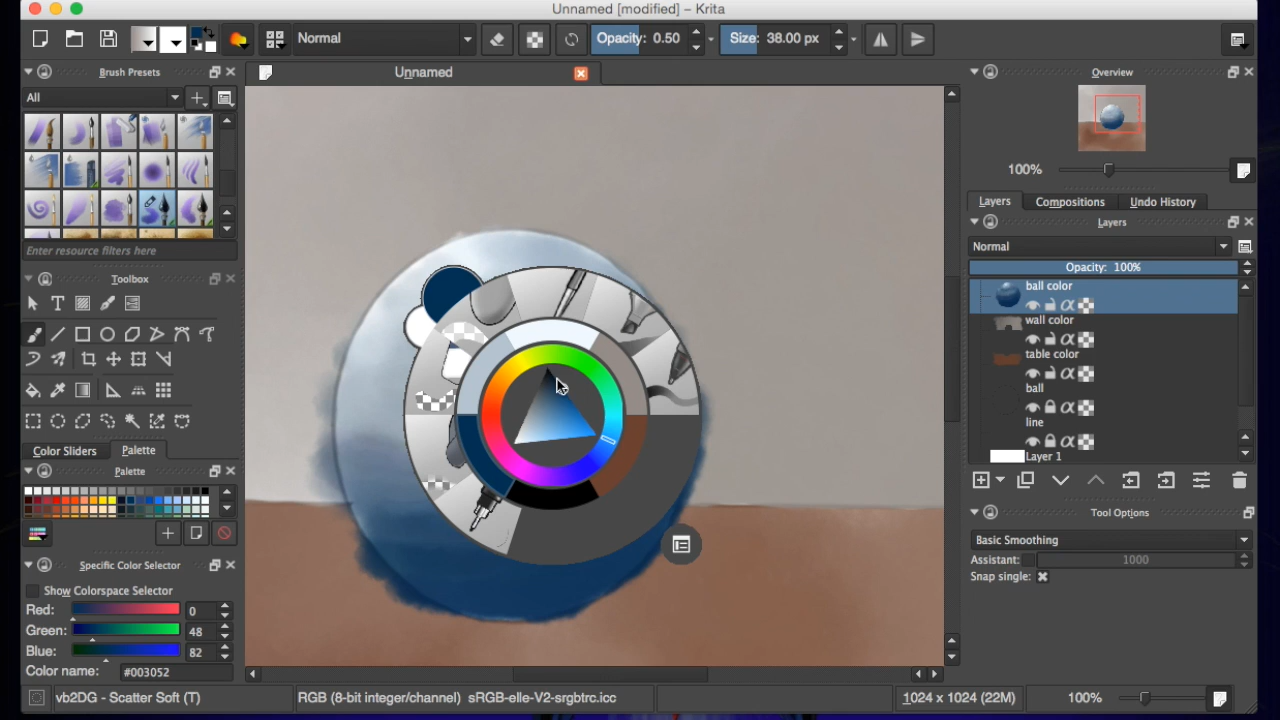 Unnamed [modified] – Krita
Normal
Opacity: 0.50
Size: 38.00 px
Brush Presets
Unnamed
Overview
All
100%
Enter resource filters here
Toolbox
Layers Compositions Undo History
Layers
Normal
Opacity: 100%
ball color
wall color
table color
ball
line
Layer 1
Color Sliders Palette
Palette
Tool Options
Basic Smoothing
Assistant: 1000
Snap single:
Specific Color Selector
Show Colorspace Selector
Red: 0
Green: 48
Blue: 82
Color name: #003052
vb2DG - Scatter Soft (T)
RGB (8-bit integer/channel) sRGB-elle-V2-srgbtrc.icc
1024 x 1024 (22M)
100%